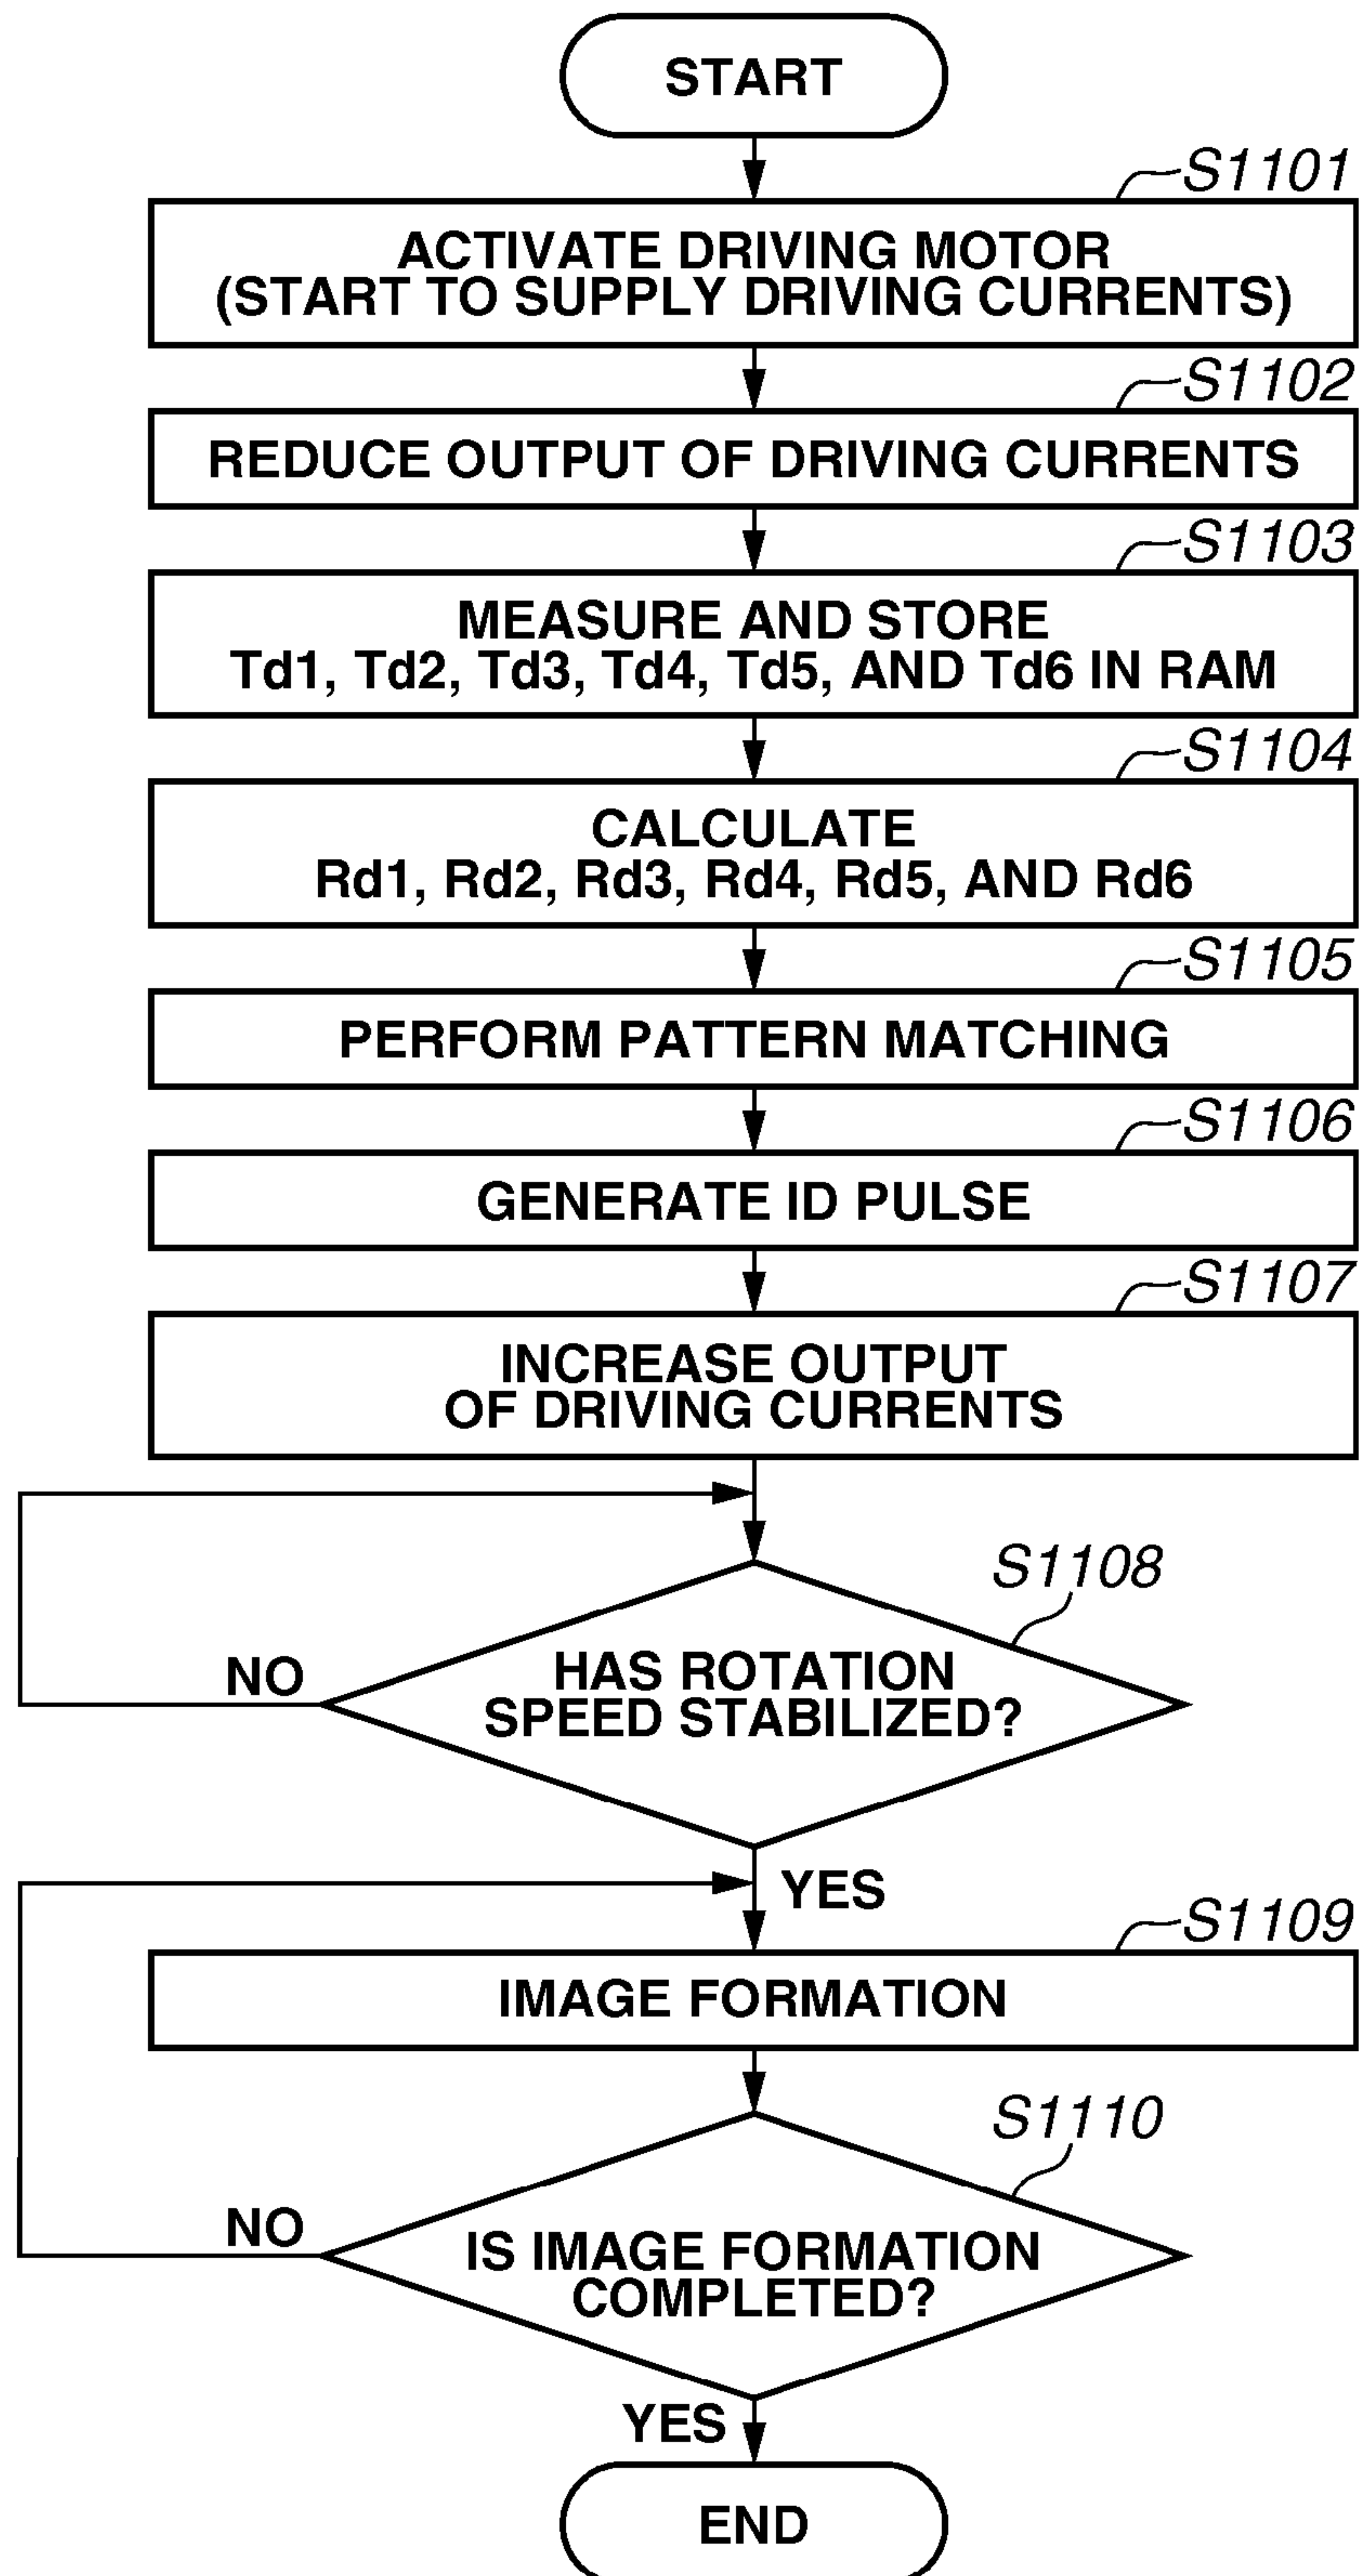 START
S1101
ACTIVATE DRIVING MOTOR
(START TO SUPPLY DRIVING CURRENTS)
S1102
REDUCE OUTPUT OF DRIVING CURRENTS
S1103
MEASURE AND STORE
Td1, Td2, Td3, Td4, Td5, AND Td6 IN RAM
S1104
CALCULATE
Rd1, Rd2, Rd3, Rd4, Rd5, AND Rd6
S1105
PERFORM PATTERN MATCHING
S1106
GENERATE ID PULSE
S1107
INCREASE OUTPUT
OF DRIVING CURRENTS
S1108
HAS ROTATION
SPEED STABILIZED?
NO
YES
S1109
IMAGE FORMATION
S1110
IS IMAGE FORMATION
COMPLETED?
NO
YES
END